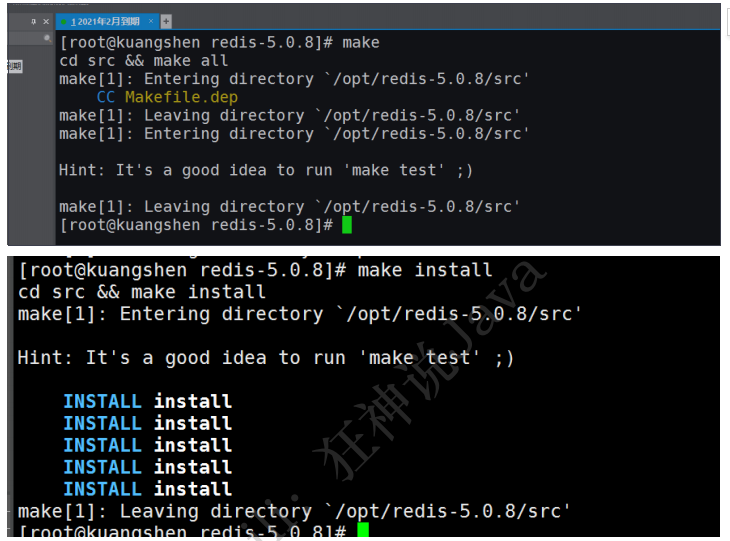 1 2021年2月到期 × +
[root@kuangshen redis-5.0.8]# make
cd src && make all
make[1]: Entering directory `/opt/redis-5.0.8/src'
CC Makefile.dep
make[1]: Leaving directory `/opt/redis-5.0.8/src'
make[1]: Entering directory `/opt/redis-5.0.8/src'
Hint: It's a good idea to run 'make test' ;)
make[1]: Leaving directory `/opt/redis-5.0.8/src'
[root@kuangshen redis-5.0.8]#
[root@kuangshen redis-5.0.8]# make install
cd src && make install
make[1]: Entering directory `/opt/redis-5.0.8/src'
Hint: It's a good idea to run 'make test' ;)
INSTALL install
INSTALL install
INSTALL install
INSTALL install
INSTALL install
make[1]: Leaving directory `/opt/redis-5.0.8/src'
[root@kuangshen redis-5.0.8]#
狂神说Java